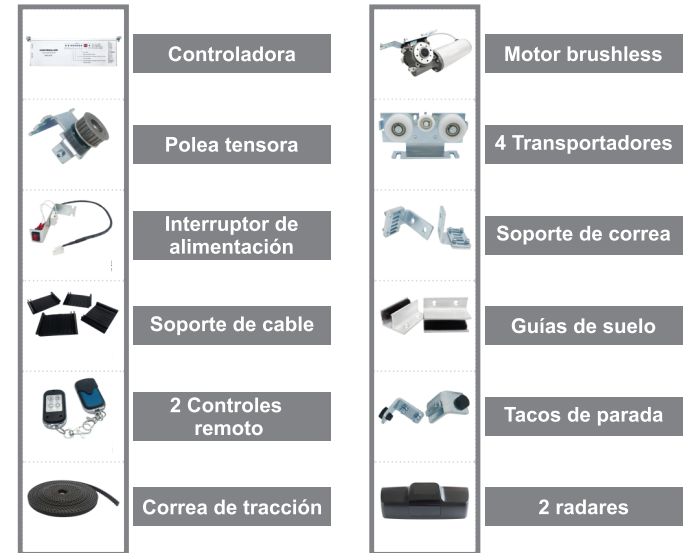 Controladora
Polea tensora
Interruptor de
alimentación
Soporte de cable
2 Controles
remoto
Correa de tracción
Motor brushless
4 Transportadores
Soporte de correa
Guías de suelo
Tacos de parada
2 radares